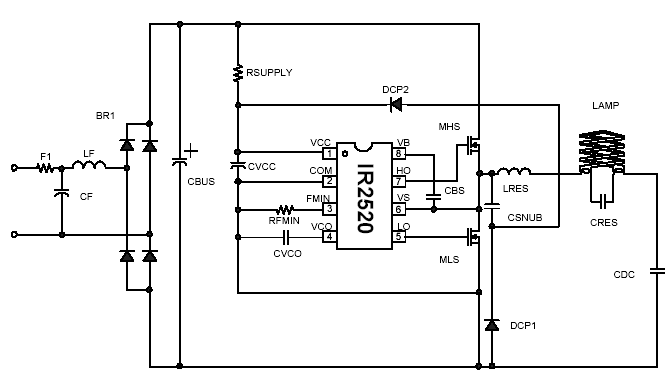 RSUPPLY
DCP2
BR1
MHS
LAMP
F1
LF
VCC
VB
1
8
CF
CBUS
CVCC
COM
HO
2
7
IR2520
CBS
LRES
FMIN
VS
3
6
RFMIN
CSNUB
CRES
VCO
LO
4
5
CVCO
MLS
CDC
DCP1